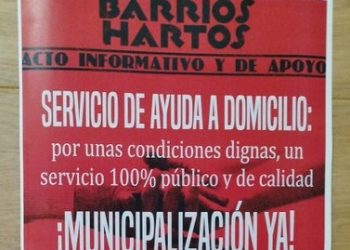 BARRIOS
HARTOS
ACTO INFORMATIVO Y DE APOYO
SERVICIO DE AYUDA A DOMICILIO:
por unas condiciones dignas, un
servicio 100% público y de calidad
¡MUNICIPALIZACIÓN YA!